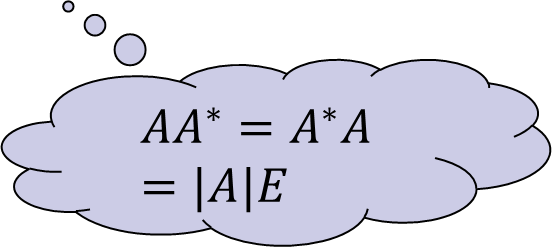 AA* = A*A
= |A|E